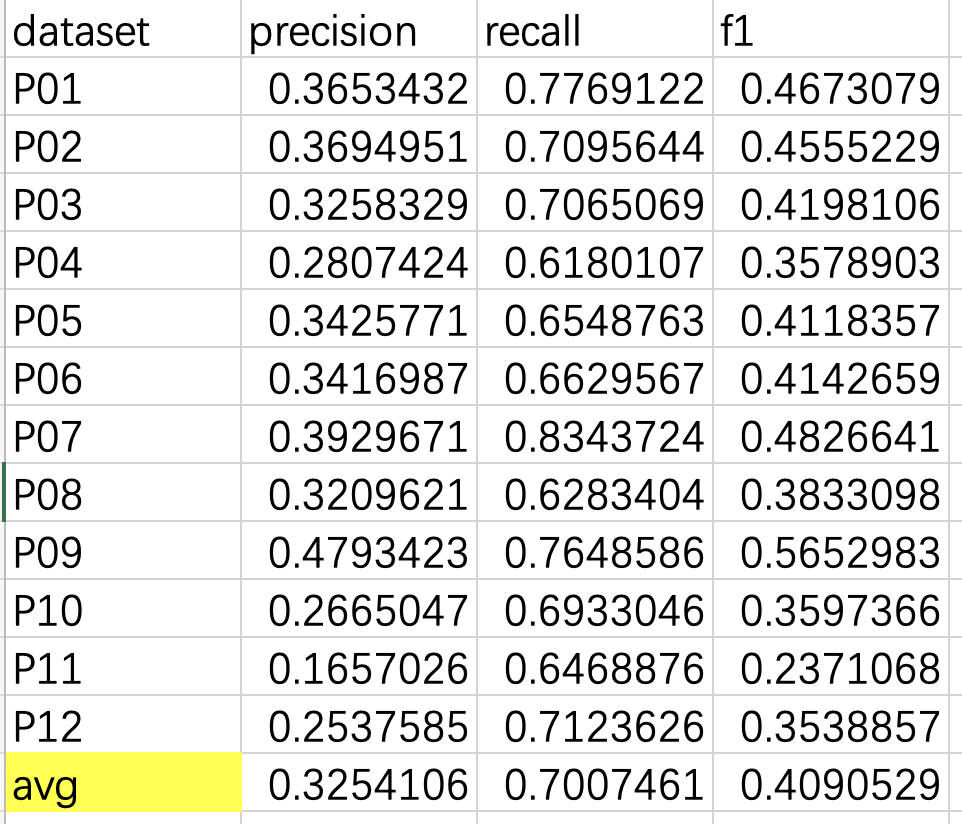 dataset precision recall f1
P01 0.3653432 0.7769122 0.4673079
P02 0.3694951 0.7095644 0.4555229
P03 0.3258329 0.7065069 0.4198106
P04 0.2807424 0.6180107 0.3578903
P05 0.3425771 0.6548763 0.4118357
P06 0.3416987 0.6629567 0.4142659
P07 0.3929671 0.8343724 0.4826641
P08 0.3209621 0.6283404 0.3833098
P09 0.4793423 0.7648586 0.5652983
P10 0.2665047 0.6933046 0.3597366
P11 0.1657026 0.6468876 0.2371068
P12 0.2537585 0.7123626 0.3538857
avg 0.3254106 0.7007461 0.4090529